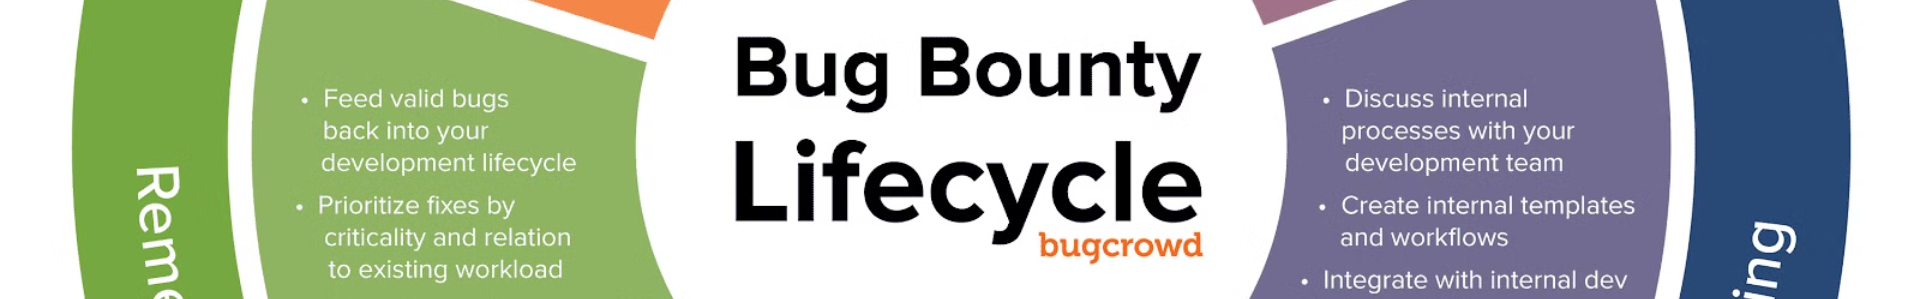 Bug Bounty
Lifecycle
bugcrowd
• Feed valid bugs
back into your
development lifecycle
• Prioritize fixes by
criticality and relation
to existing workload
• Discuss internal
processes with your
development team
• Create internal templates
and workflows
• Integrate with internal dev